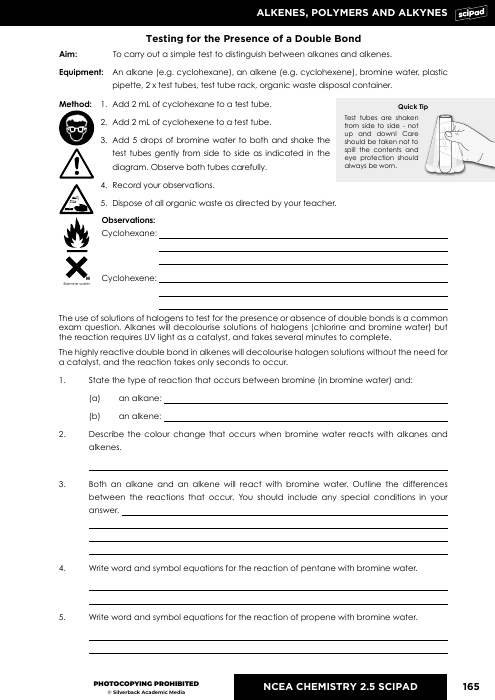 ALKENES, POLYMERS AND ALKYNES
scipad
Testing for the Presence of a Double Bond
Aim: To carry out a simple test to distinguish between alkanes and alkenes.
Equipment: An alkane (e.g. cyclohexane), an alkene (e.g. cyclohexene), bromine water, plastic
pipette, 2 x test tubes, test tube rack, organic waste disposal container.
Method: 1. Add 2 mL of cyclohexane to a test tube.
2. Add 2 mL of cyclohexene to a test tube.
3. Add 5 drops of bromine water to both and shake the
test tubes gently from side to side as indicated in the
diagram. Observe both tubes carefully.
4. Record your observations.
5. Dispose of all organic waste as directed by your teacher.
Quick Tip
Test tubes are shaken
from side to side - not
up and down! Care
should be taken not to
spill the contents and
eye protection should
always be worn.
Bromine water
Observations:
Cyclohexane:
Cyclohexene:
The use of solutions of halogens to test for the presence or absence of double bonds is a common
exam question. Alkanes will decolourise solutions of halogens (chlorine and bromine water) but
the reaction requires UV light as a catalyst, and takes several minutes to complete.
The highly reactive double bond in alkenes will decolourise halogen solutions without the need for
a catalyst, and the reaction takes only seconds to occur.
1. State the type of reaction that occurs between bromine (in bromine water) and:
(a) an alkane:
(b) an alkene:
2. Describe the colour change that occurs when bromine water reacts with alkanes and
alkenes.
3. Both an alkane and an alkene will react with bromine water. Outline the differences
between the reactions that occur. You should include any special conditions in your
answer.
4. Write word and symbol equations for the reaction of pentane with bromine water.
5. Write word and symbol equations for the reaction of propene with bromine water.
PHOTOCOPYING PROHIBITED
© Silverback Academic Media
NCEA CHEMISTRY 2.5 SCIPAD
165